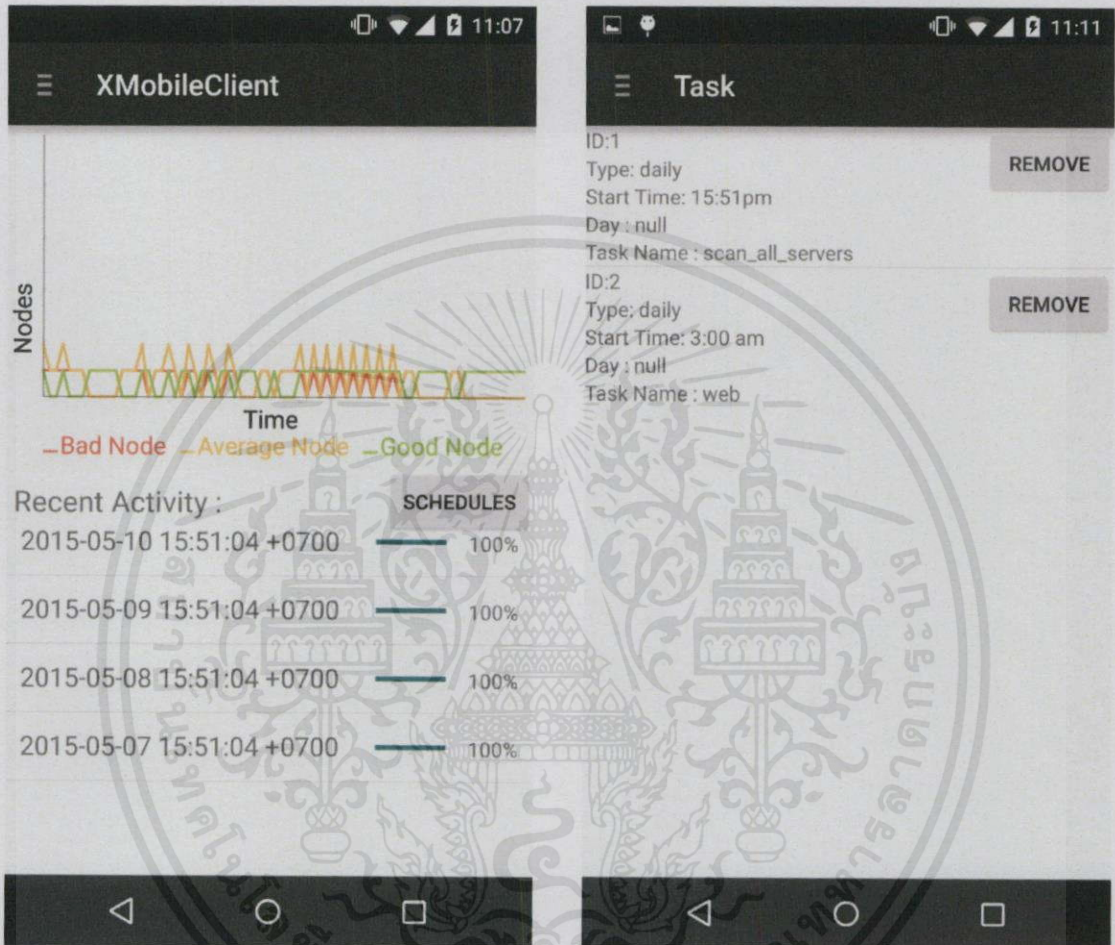 11:07
XMobileClient
Nodes
Time
Bad Node Average Node Good Node
Recent Activity :
SCHEDULES
2015-05-10 15:51:04 +0700 100%
2015-05-09 15:51:04 +0700 100%
2015-05-08 15:51:04 +0700 100%
2015-05-07 15:51:04 +0700 100%
11:11
Task
ID:1
REMOVE
Type: daily
Start Time: 15:51pm
Day : null
Task Name : scan_all_servers
ID:2
REMOVE
Type: daily
Start Time: 3:00 am
Day : null
Task Name : web